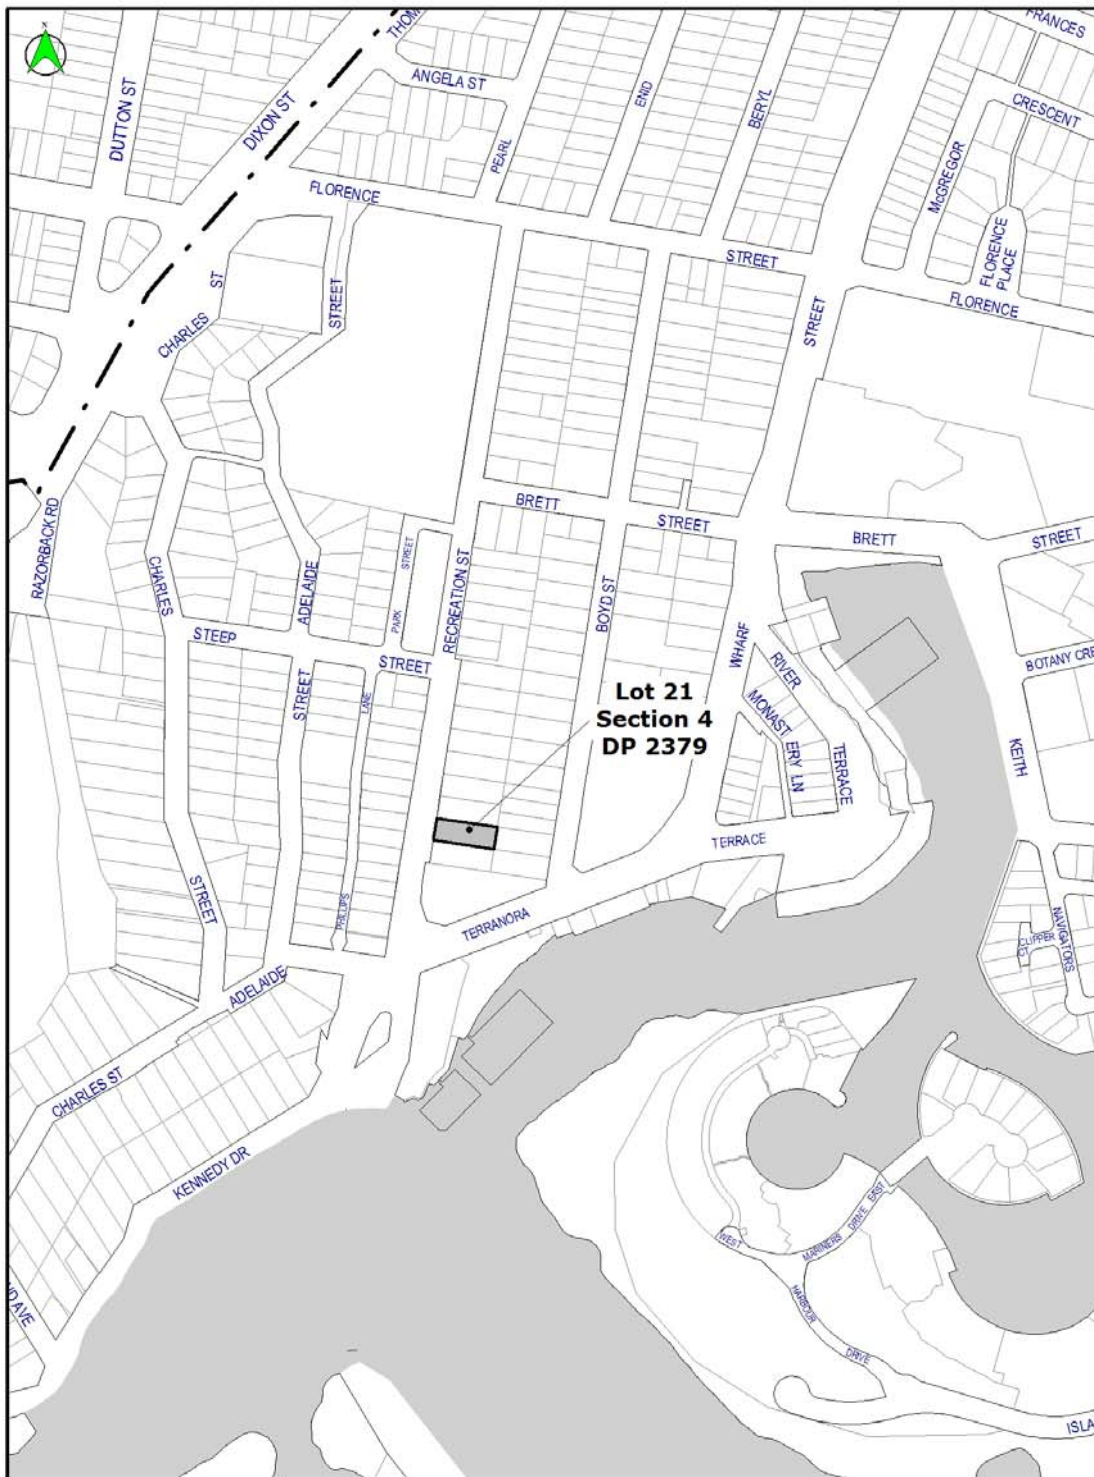 N
FRANCES
THOM
ANGELA ST
DUTTON ST
DIXON ST
ENID
BERYL
CRESCENT
PEARL
McGREGOR
FLORENCE
STREET
FLORENCE
PLACE
FLORENCE
ST
STREET
STREET
CHARLES
BRETT
STREET
BRETT
STREET
RAZORBACK RD
CHARLES
ADELAIDE
STREET
PARK
RECREATION ST
BOYD ST
STEEP
STREET
WHARF
RIVER
BOTANY CRE
STREET
LANE
Lot 21
Section 4
DP 2379
MONAST
ERY LN
TERRACE
KEITH
TERRACE
STREET
PHILLIPS
TERRANORA
NAVIGATORS
CLIPPER
CT
ADELAIDE
CHARLES ST
KENNEDY DR
WEST
MARINERS
DRIVE
EAST
HARBOUR
DRIVE
ND AVE
ISLA